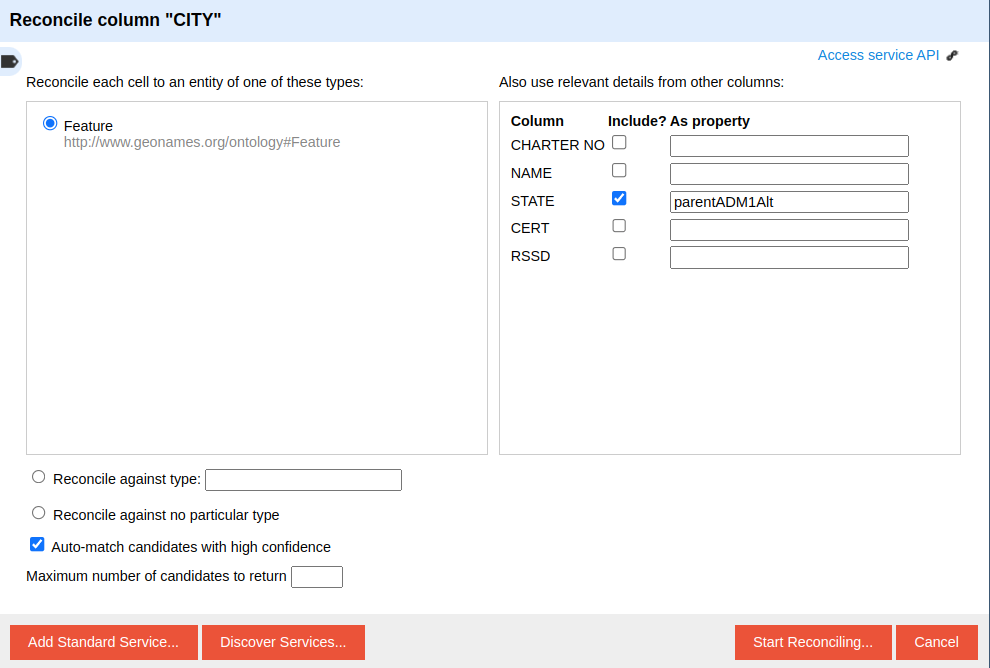 Reconcile column "CITY"
Access service API
Reconcile each cell to an entity of one of these types:
Also use relevant details from other columns:
Feature
http://www.geonames.org/ontology#Feature
Column Include? As property
CHARTER NO
NAME
STATE parentADM1Alt
CERT
RSSD
Reconcile against type:
Reconcile against no particular type
Auto-match candidates with high confidence
Maximum number of candidates to return
Add Standard Service... Discover Services... Start Reconciling... Cancel